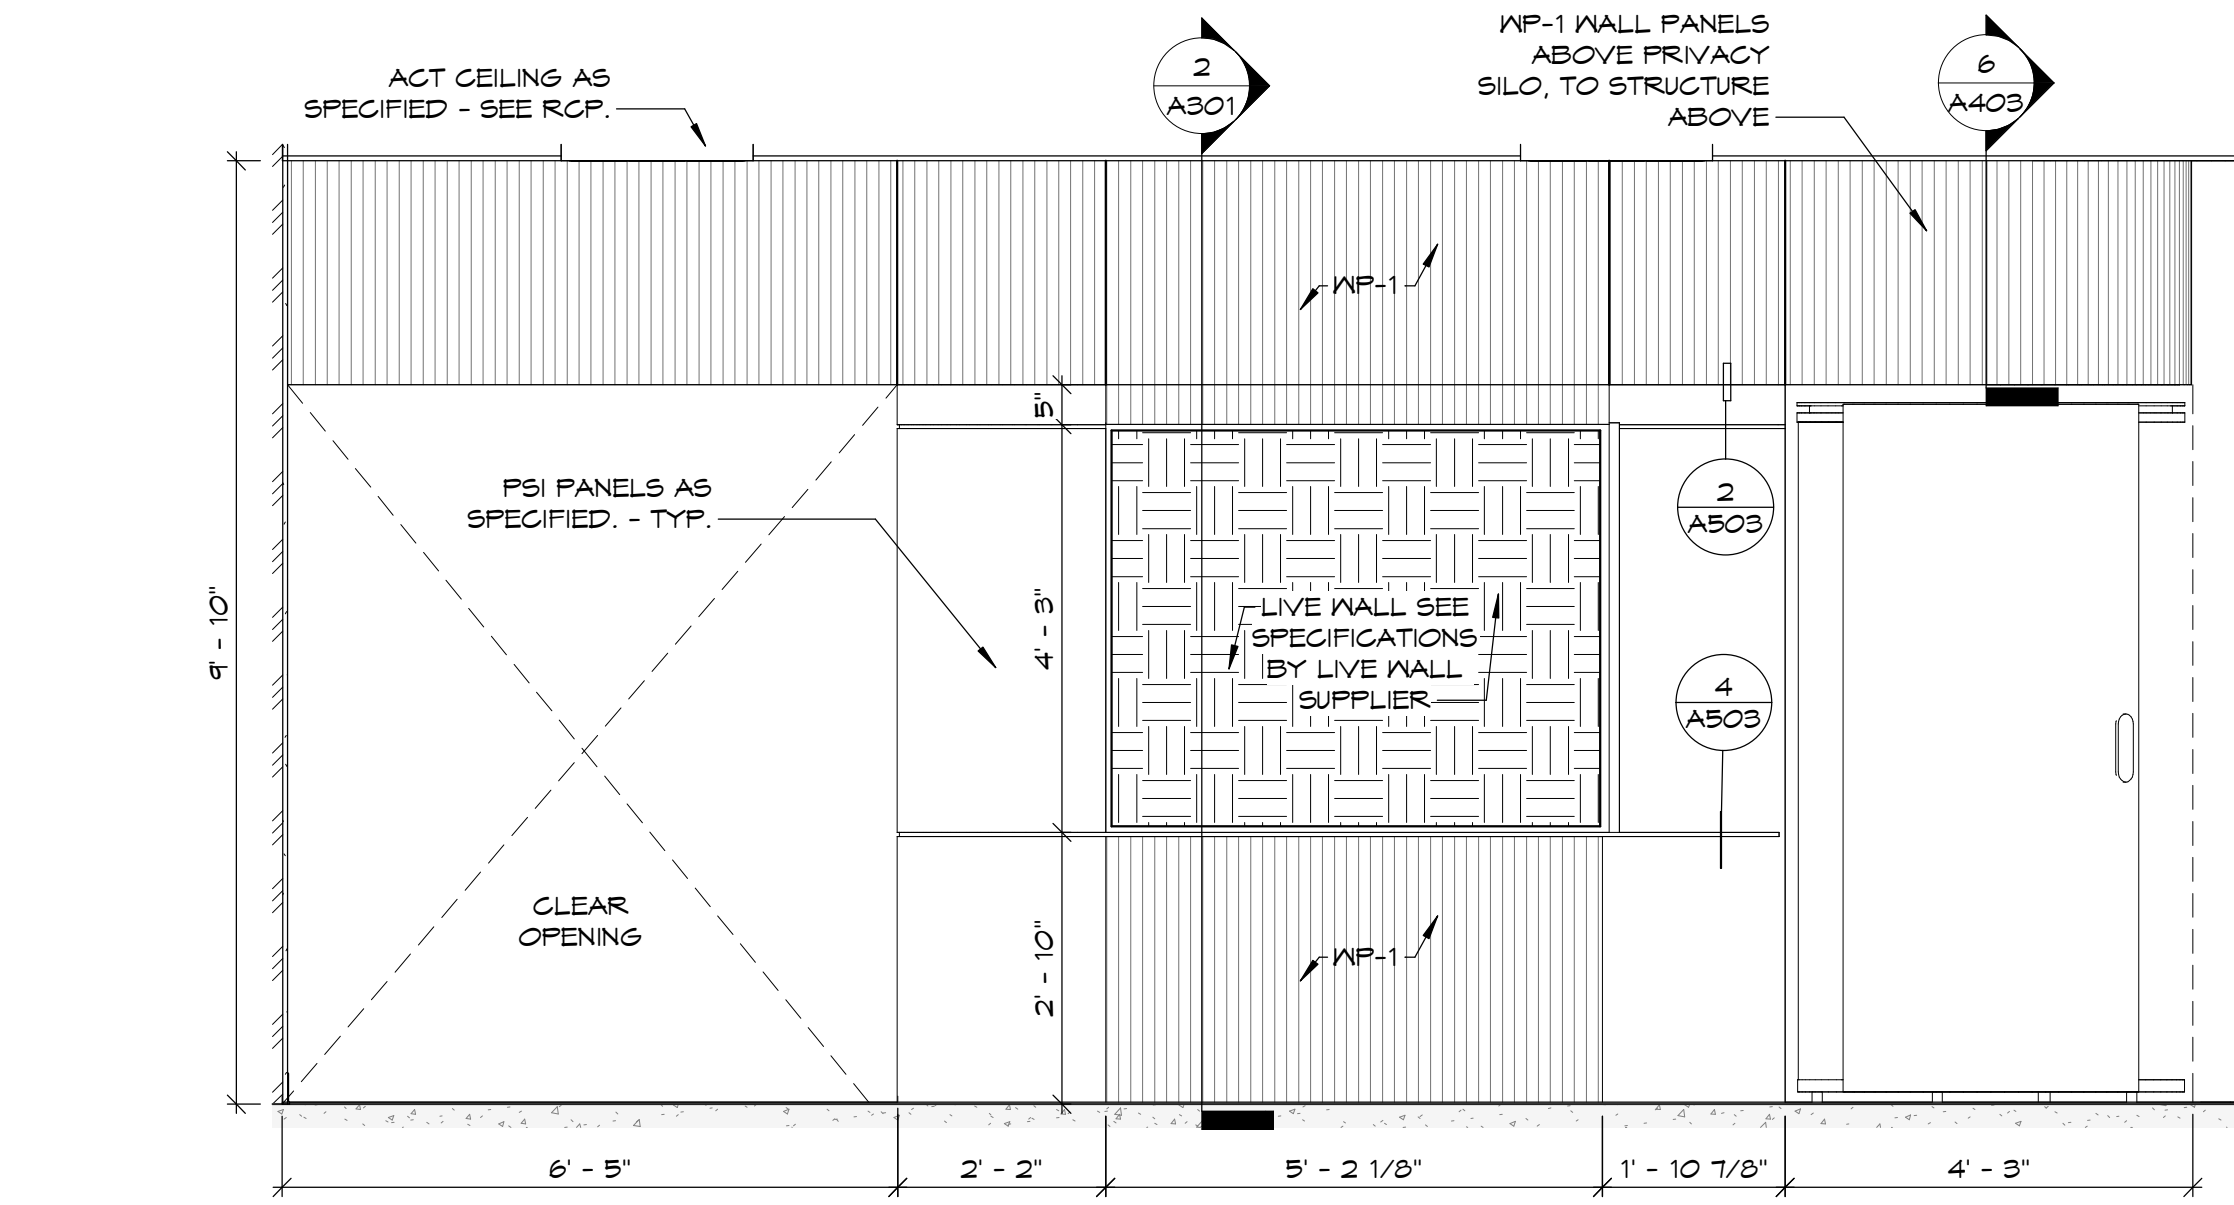 WP-1 WALL PANELS
ABOVE PRIVACY
SILO, TO STRUCTURE
ABOVE
ACT CEILING AS
SPECIFIED - SEE RCP.
2
A301
6
A403
WP-1
5"
PSI PANELS AS
SPECIFIED. - TYP.
2
A503
9' - 10"
4' - 3"
LIVE WALL SEE
SPECIFICATIONS
BY LIVE WALL
SUPPLIER
4
A503
CLEAR
OPENING
2' - 10"
WP-1
6' - 5"
2' - 2"
5' - 2 1/8"
1' - 10 7/8"
4' - 3"